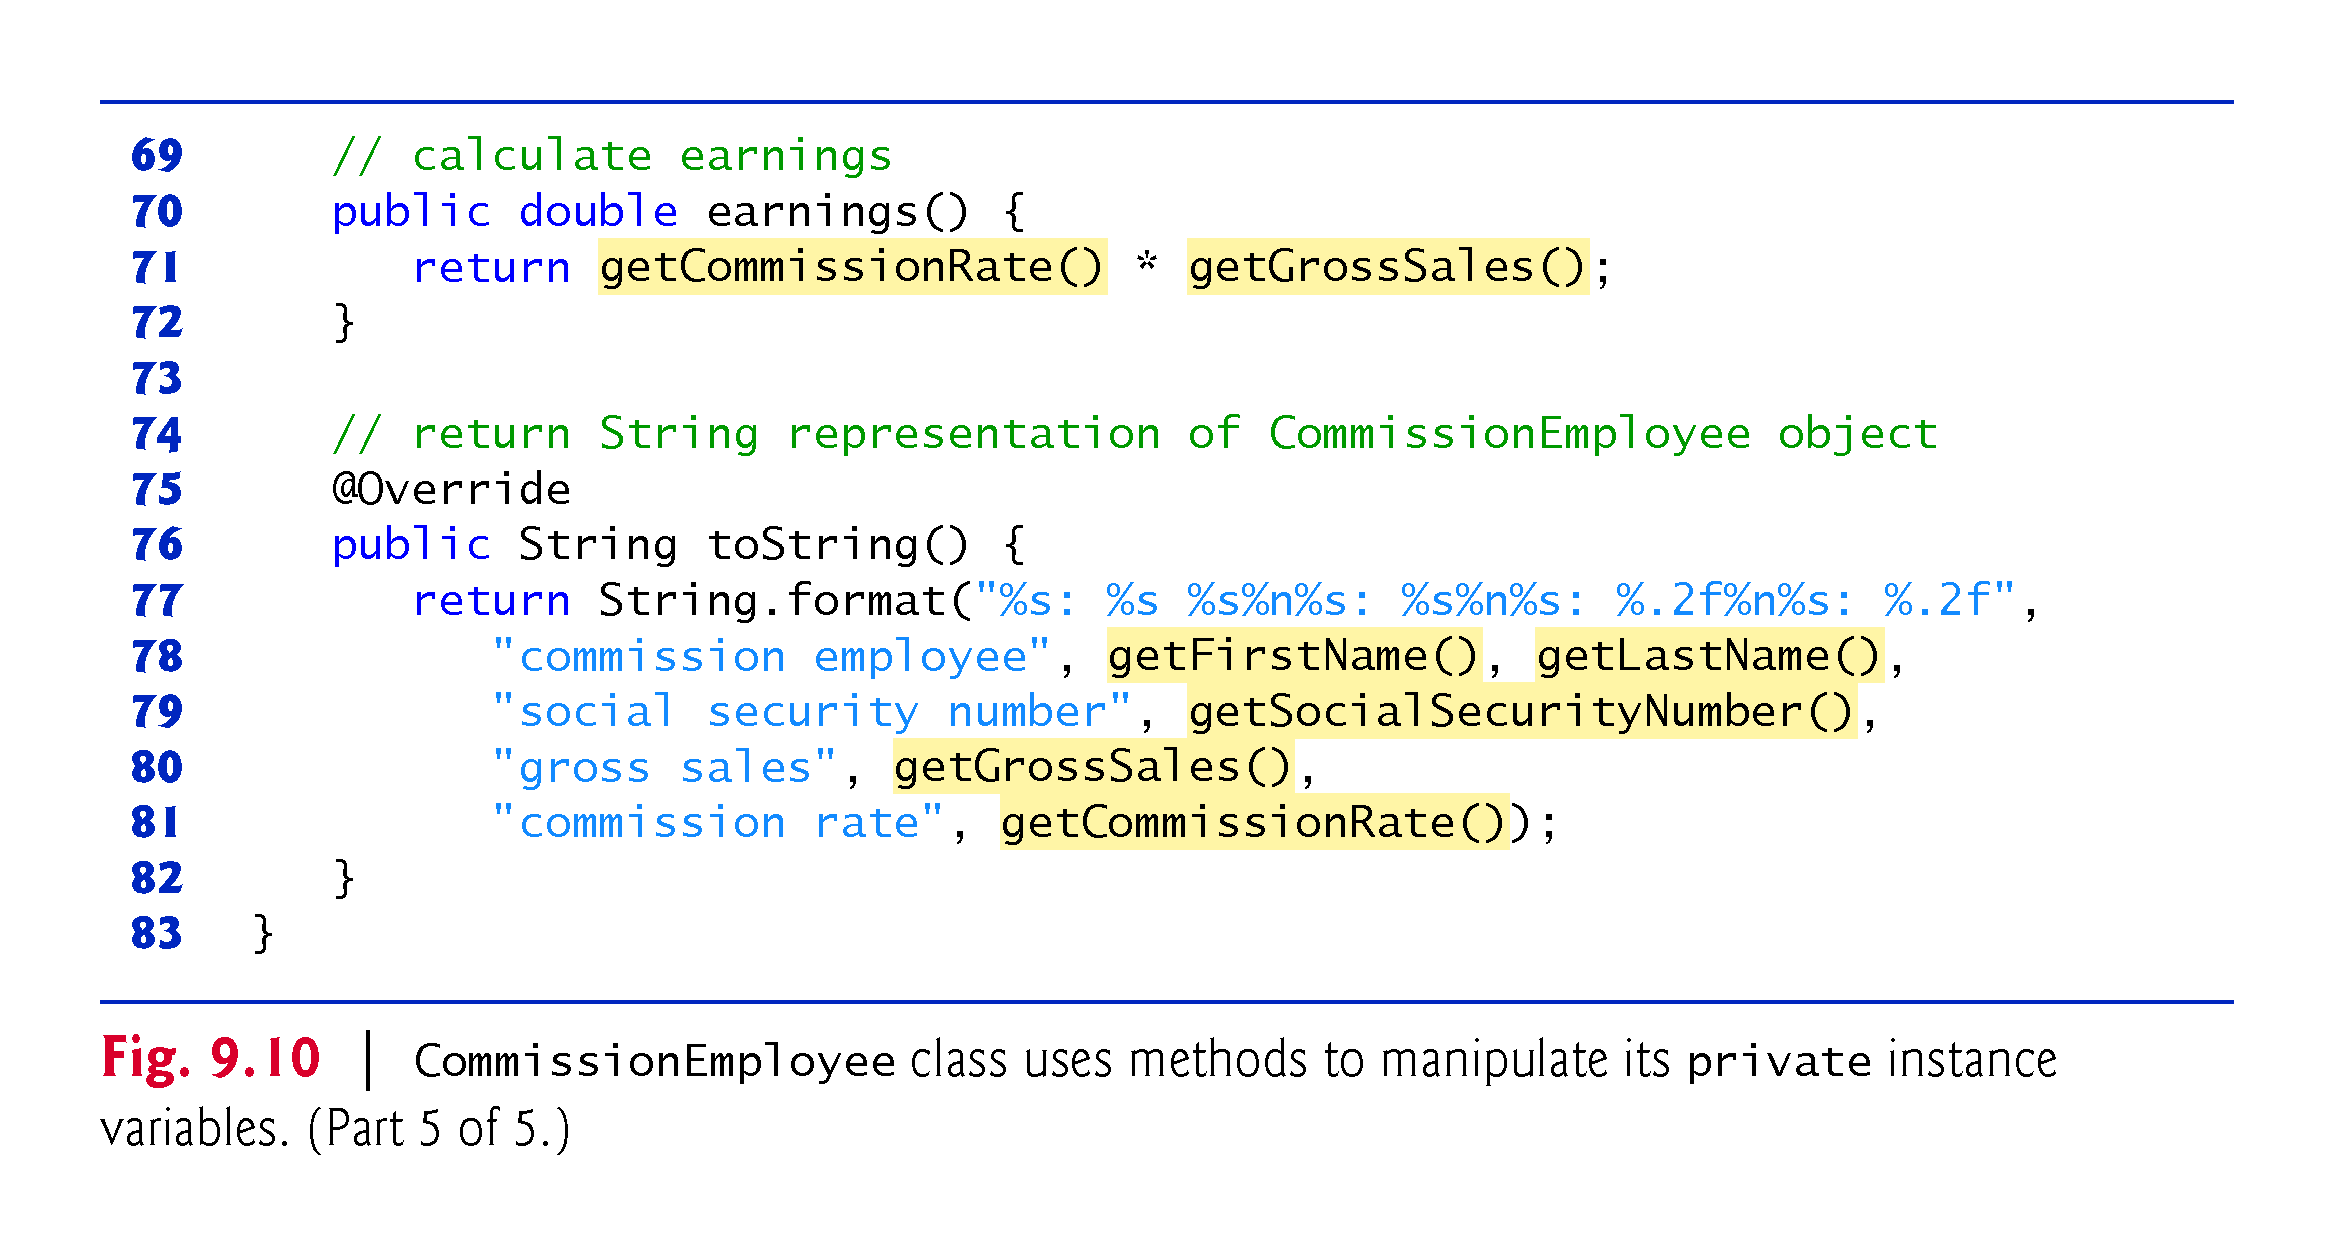 69 // calculate earnings
70 public double earnings() {
71 return getCommissionRate() * getGrossSales();
72 }
73
74 // return String representation of CommissionEmployee object
75 @Override
76 public String toString() {
77 return String.format("%s: %s %s%n%s: %s%n%s: %.2f%n%s: %.2f",
78 "commission employee", getFirstName(), getLastName(),
79 "social security number", getSocialSecurityNumber(),
80 "gross sales", getGrossSales(),
81 "commission rate", getCommissionRate());
82 }
83 }
Fig. 9.10 | CommissionEmployee class uses methods to manipulate its private instance
variables. (Part 5 of 5.)